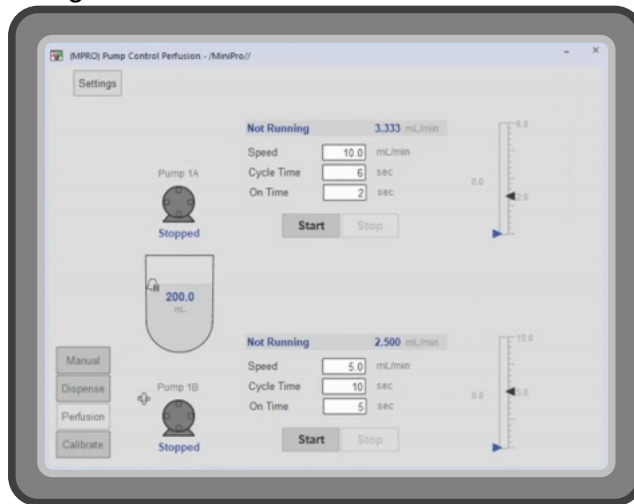 (MPRO) Pump Control Perfusion - /MiniPro//
Settings
Not Running 3.333 mL/min
Speed 10.0 mL/min
Cycle Time 6 sec
On Time 2 sec
Start Stop
Pump 1A
Stopped
6.0
0.0
2.0
200.0
mL
Not Running 2.500 mL/min
Speed 5.0 mL/min
Cycle Time 10 sec
On Time 5 sec
Start Stop
Pump 1B
Stopped
10.0
0.0
5.0
Manual
Dispense
Perfusion
Calibrate